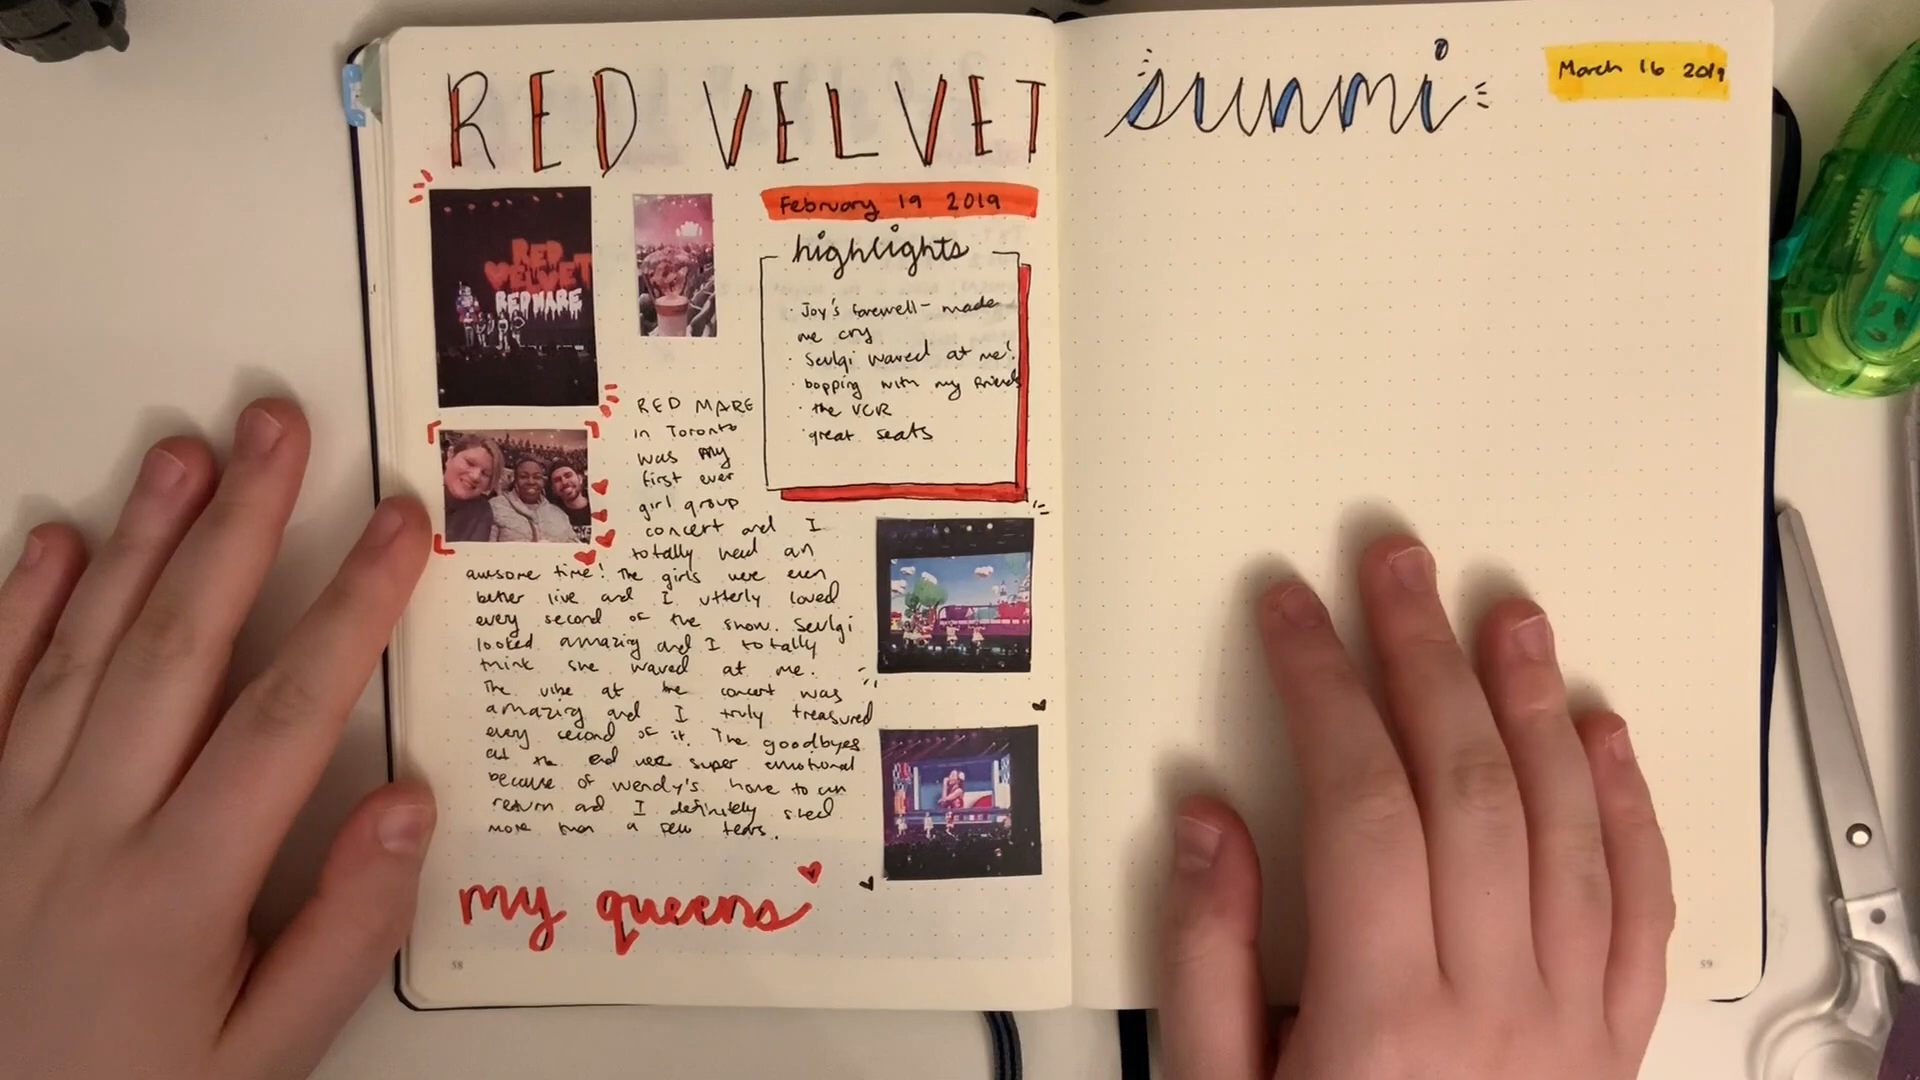 RED VELVET
February 19 2019
highlights
· Joy's farewell - made
me cry
· Seulgi waved at me!
· bopping with my friends
· the VCR
· great seats
RED
VELVET
REDMARE
RED MARE
in Toronto
was my
first ever
girl group
concert and I
totally had an
awsome time! The girls were even
better live and I utterly loved
every second of the show. Seulgi
looked amazing and I totally
think she waved at me.
The vibe at the concert was
amazing and I truly treasured
every second of it. The goodbyes
at the end were super emotional
because of wendy's
return and I definitely shed
more than a few tears.
my queens
58
sunmi
March 16 2019
59